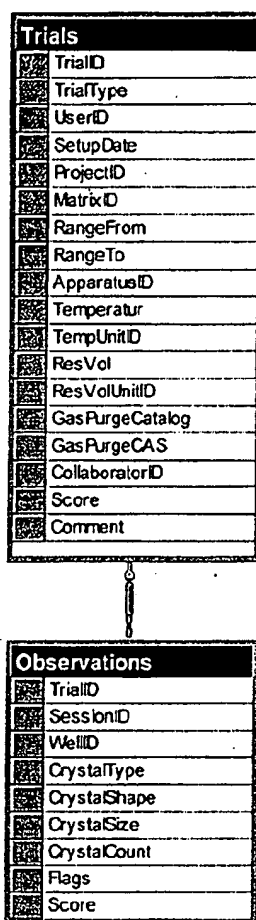 Trials
TrialID
TrialType
UserID
SetupDate
ProjectID
MatrixID
RangeFrom
RangeTo
ApparatusID
Temperatur
TempUnitID
ResVol
ResVolUnitID
GasPurgeCatalog
GasPurgeCAS
CollaboratorID
Score
Comment
Observations
TrialID
SessionID
WellID
CrystalType
CrystalShape
CrystalSize
CrystalCount
Flags
Score